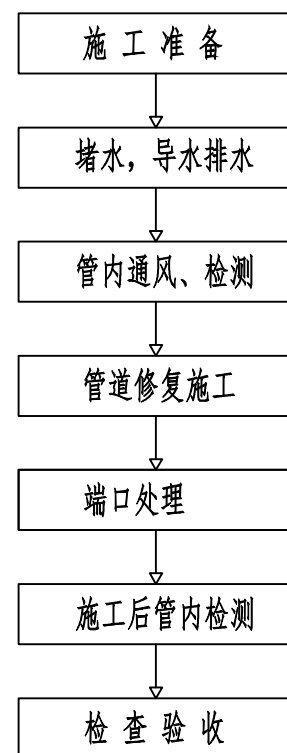 施工准备
堵水，导水排水
管内通风、检测
管道修复施工
端口处理
施工后管内检测
检查验收